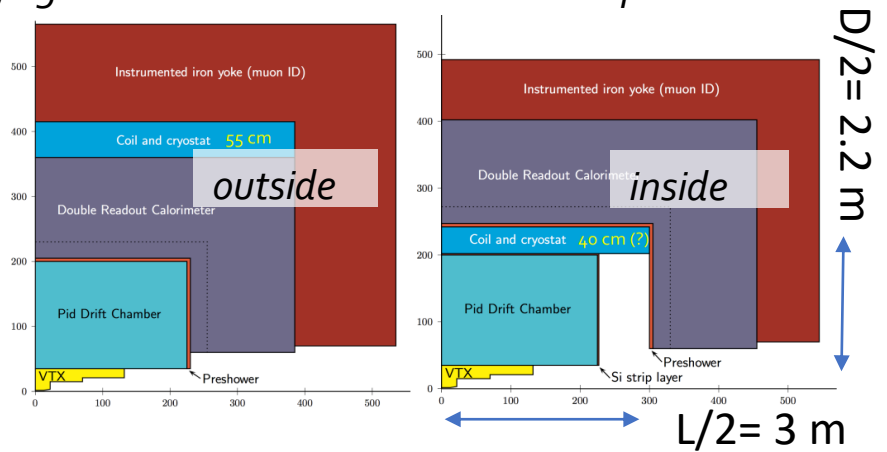 Instrumented iron yoke (muon ID)
Coil and cryostat 55 cm
outside
Double Readout Calorimeter
Pid Drift Chamber
VTX
Preshower
500
400
300
200
100
0
0 100 200 300 400 500
Instrumented iron yoke (muon ID)
Double Readout Calorimeter
inside
Coil and cryostat 40 cm (?)
Pid Drift Chamber
VTX
Preshower
Si strip layer
500
400
300
200
100
0
0 100 200 300 400 500
D/2= 2.2 m
L/2= 3 m